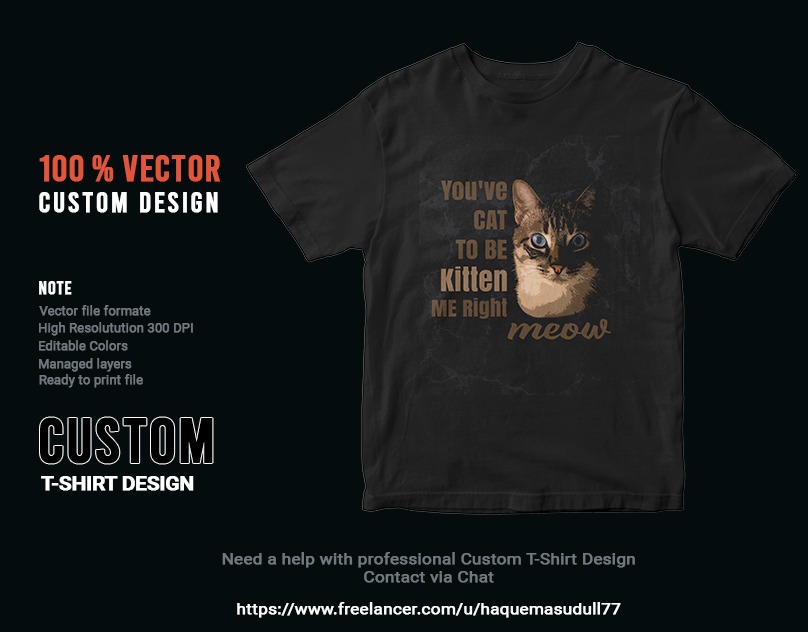 100 % VECTOR
CUSTOM DESIGN
NOTE
Vector file formate
High Resolutution 300 DPI
Editable Colors
Managed layers
Ready to print file
CUSTOM
T-SHIRT DESIGN
You've
CAT
TO BE
Kitten
ME Right
meow
Need a help with professional Custom T-Shirt Design
Contact via Chat
https://www.freelancer.com/u/haquemasudull77